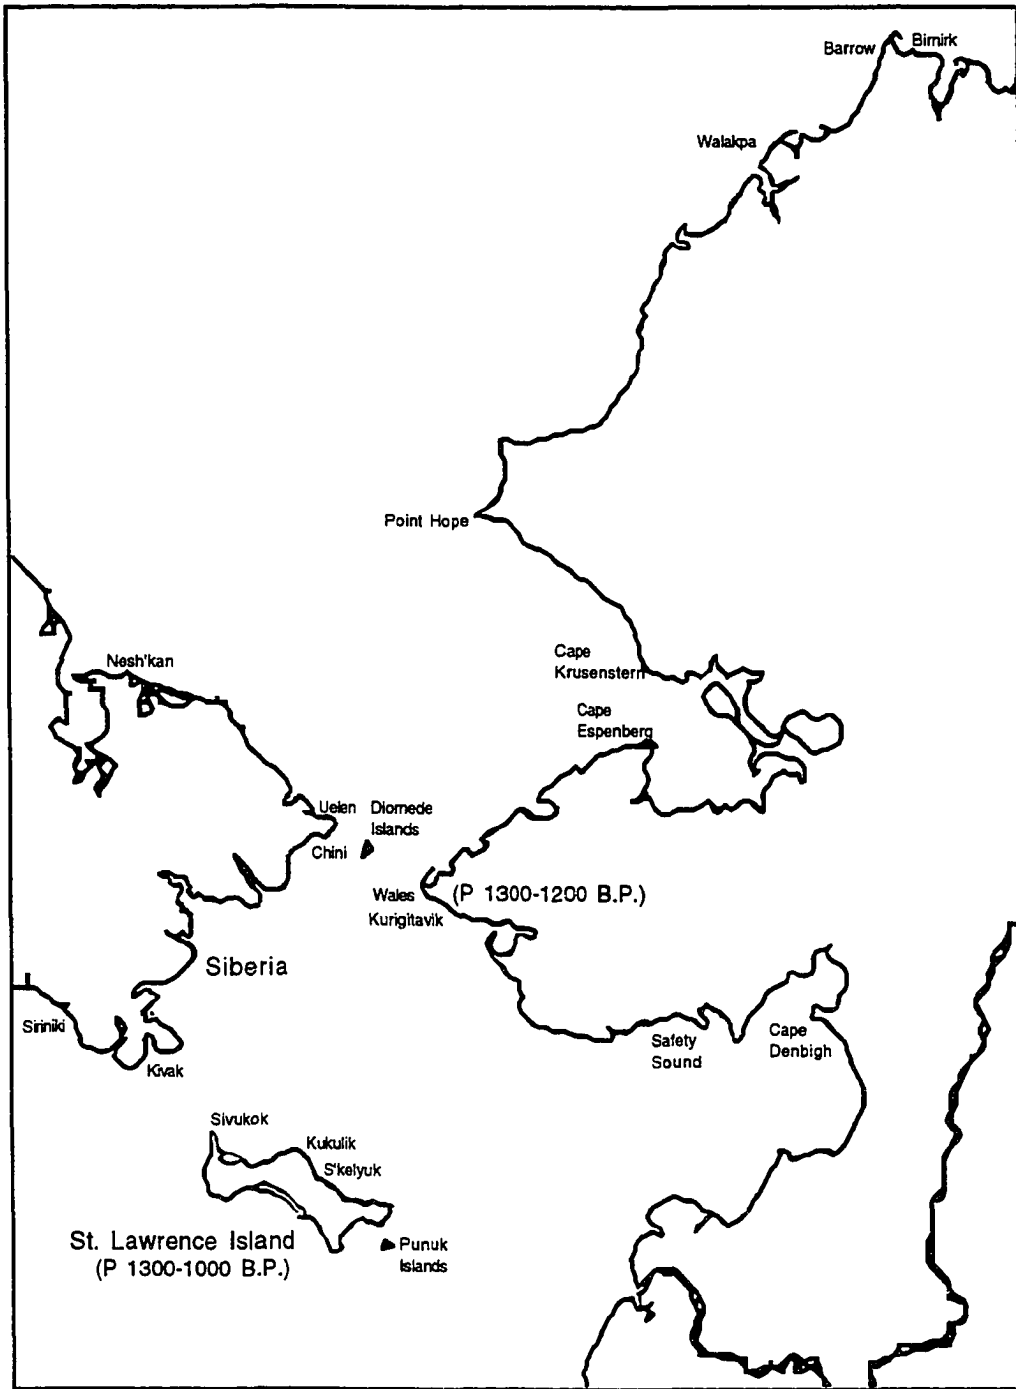 Barrow
Birnirk
Walakpa
Point Hope
Nesh'kan
Cape
Krusenstern
Cape
Espenberg
Uelen
Diomede
Islands
Chini
Wales
(P 1300-1200 B.P.)
Kurigitavik
Siberia
Siriniki
Safety
Sound
Cape
Denbigh
Kivak
Sivukok
Kukulik
S'kelyuk
St. Lawrence Island
(P 1300-1000 B.P.)
Punuk
Islands